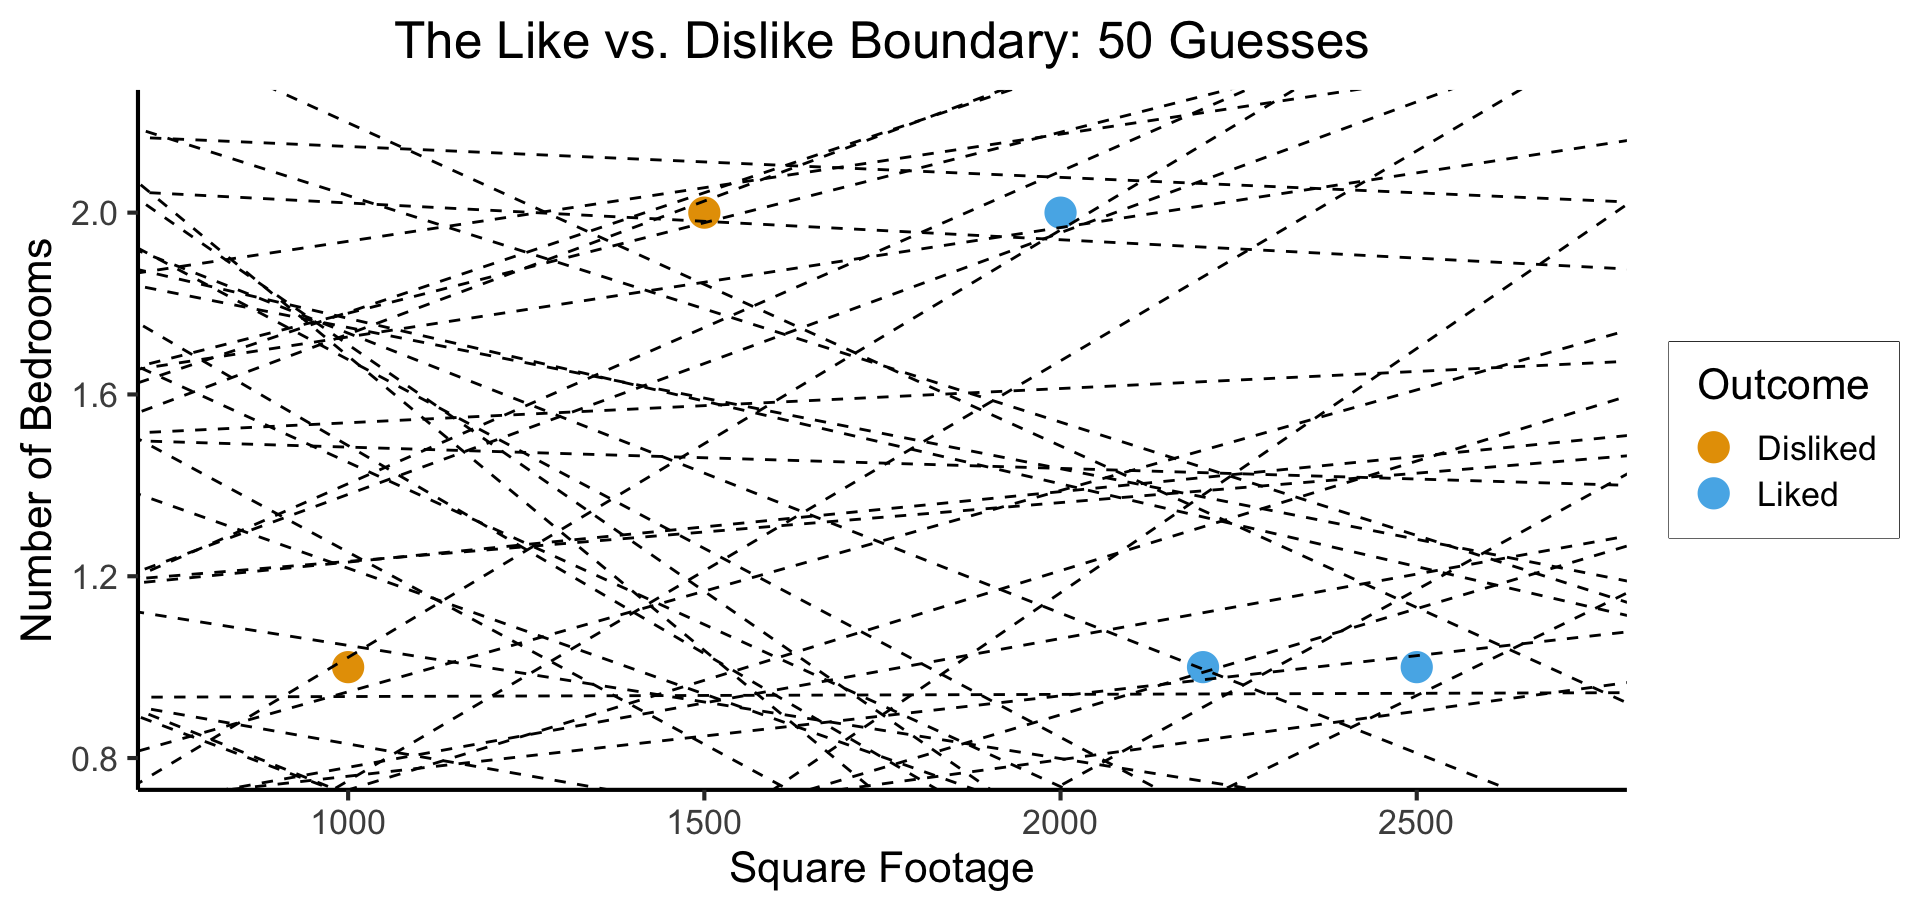 The Like vs. Dislike Boundary: 50 Guesses
Number of Bedrooms
2.0
1.6
1.2
0.8
1000 1500 2000 2500
Square Footage
Outcome
Disliked
Liked